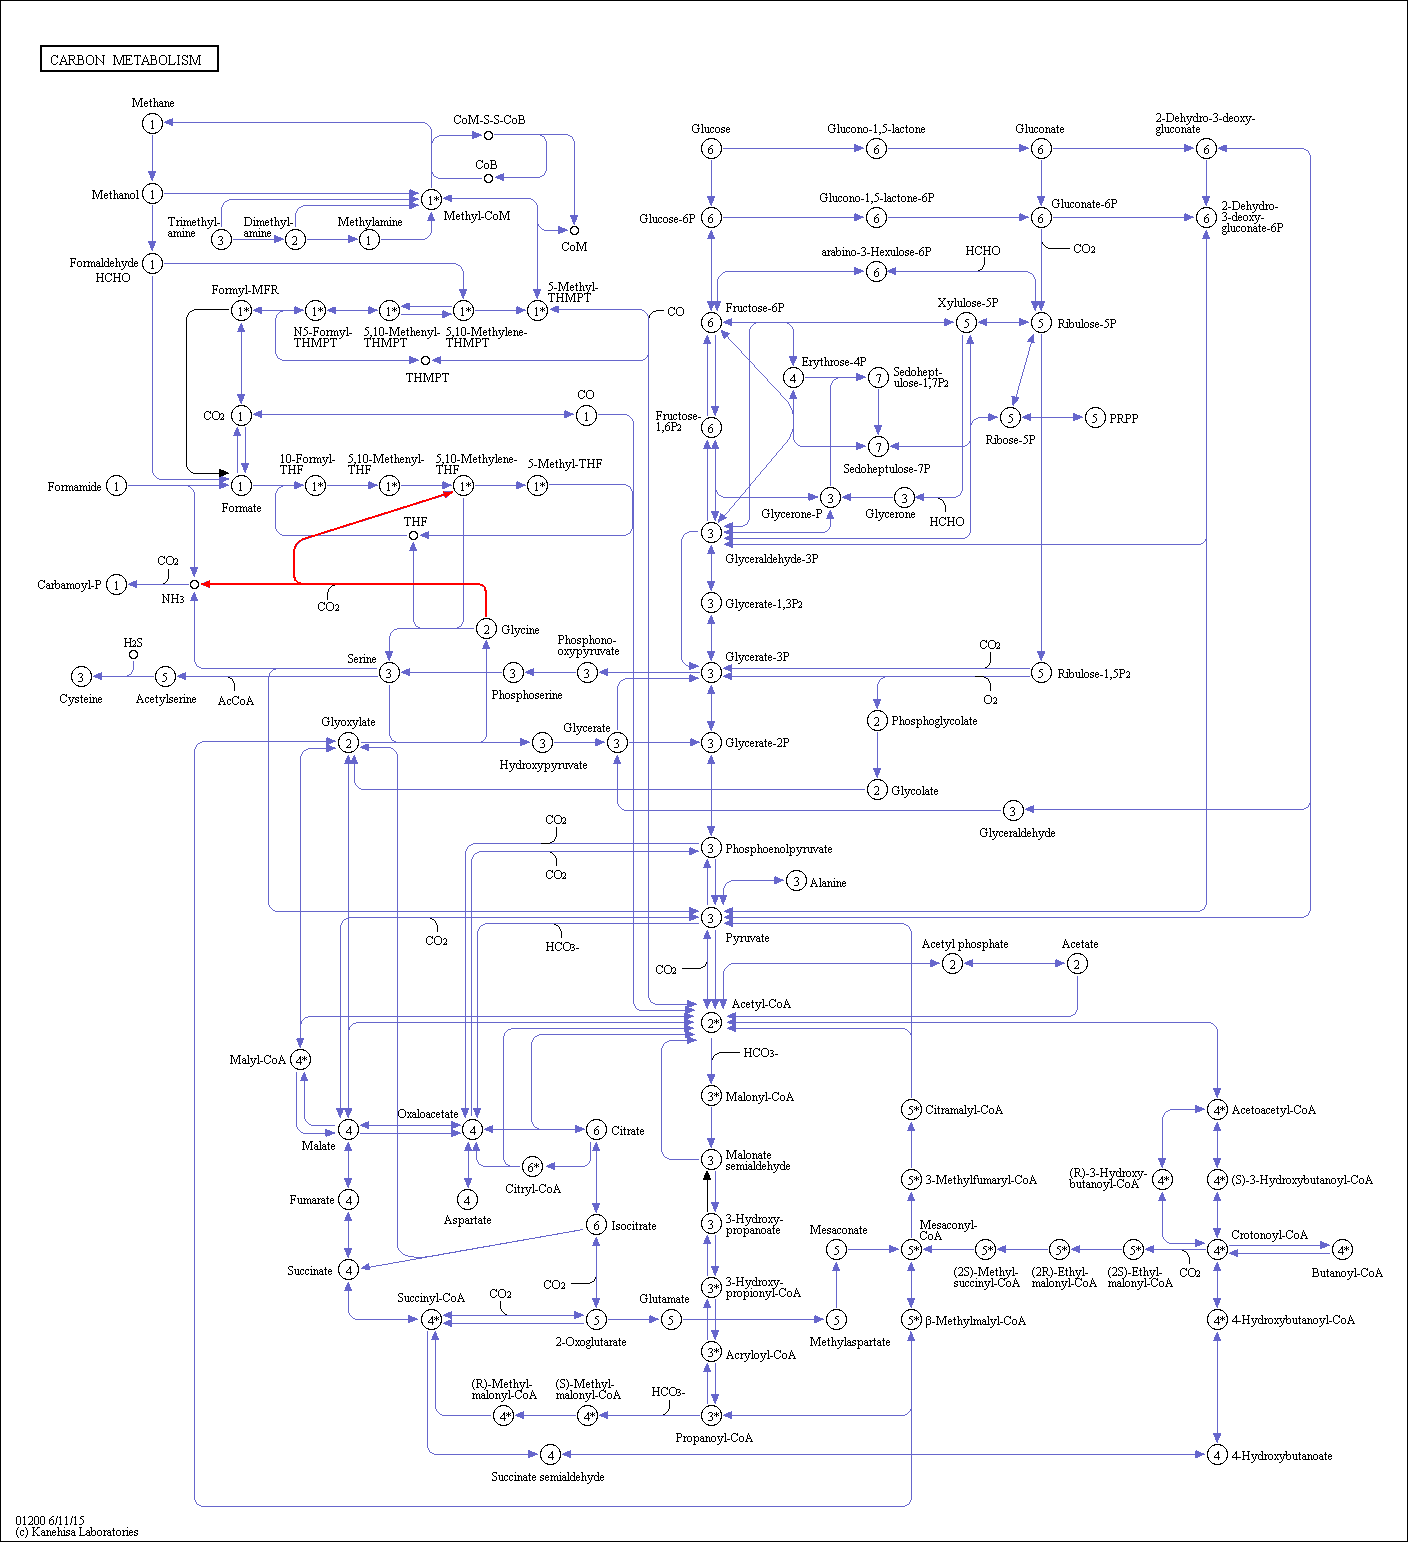 CARBON METABOLISM
Methane
1
CoM-S-S-CoB
CoB
Methanol
1
1*
Methyl-CoM
Trimethyl-
amine
3
Dimethyl-
amine
2
Methylamine
1
CoM
Formaldehyde
HCHO
1
Formyl-MFR
1*
1*
N5-Formyl-
THMPT
1*
5,10-Methenyl-
THMPT
1*
5,10-Methylene-
THMPT
5-Methyl-
THMPT
1*
CO
THMPT
CO2
1
CO
1
10-Formyl-
THF
1*
5,10-Methenyl-
THF
1*
5,10-Methylene-
THF
1*
5-Methyl-THF
1*
Formamide
1
1
Formate
THF
CO2
Carbamoyl-P
1
NH3
CO2
2
Glycine
Glucose
6
Glucono-1,5-lactone
6
Gluconate
6
2-Dehydro-3-deoxy-
gluconate
6
Glucose-6P
6
Glucono-1,5-lactone-6P
6
Gluconate-6P
6
CO2
6
2-Dehydro-
3-deoxy-
gluconate-6P
arabino-3-Hexulose-6P
6
HCHO
Fructose-6P
6
Xylulose-5P
5
5
Ribulose-5P
Erythrose-4P
4
7
Sedohept-
ulose-1,7P2
Fructose-
1,6P2
6
7
Sedoheptulose-7P
5
Ribose-5P
5
PRPP
3
Glycerone-P
3
Glycerone
HCHO
3
Glyceraldehyde-3P
3
Glycerate-1,3P2
H2S
3
Cysteine
5
Acetylserine
AcCoA
Serine
3
3
Phosphoserine
Phosphono-
oxypyruvate
3
3
Glycerate-3P
CO2
O2
5
Ribulose-1,5P2
Glyoxylate
2
3
Hydroxypyruvate
Glycerate
3
3
Glycerate-2P
2
Phosphoglycolate
2
Glycolate
3
Glyceraldehyde
CO2
CO2
3
Phosphoenolpyruvate
3
Alanine
CO2
HCO3-
3
Pyruvate
CO2
Acetyl phosphate
2
Acetate
2
Acetyl-CoA
2*
HCO3-
Malyl-CoA
4*
Malate
4
Oxaloacetate
4
6
Citrate
6*
Citryl-CoA
3*
Malonyl-CoA
3
Malonate
semialdehyde
5*
Citramalyl-CoA
4*
Acetoacetyl-CoA
Fumarate
4
4
Aspartate
6
Isocitrate
3
3-Hydroxy-
propanoate
5*
3-Methylfumaryl-CoA
(R)-3-Hydroxy-
butanoyl-CoA
4*
4*
(S)-3-Hydroxybutanoyl-CoA
Succinate
4
CO2
Mesaconate
5
Mesaconyl-
CoA
5*
5*
(2S)-Methyl-
succinyl-CoA
5*
(2R)-Ethyl-
malonyl-CoA
5*
(2S)-Ethyl-
malonyl-CoA
CO2
Crotonoyl-CoA
4*
4*
Butanoyl-CoA
3*
3-Hydroxy-
propionyl-CoA
Succinyl-CoA
4*
CO2
5
2-Oxoglutarate
Glutamate
5
5
Methylaspartate
5*
β-Methylmalyl-CoA
4*
4-Hydroxybutanoyl-CoA
3*
Acryloyl-CoA
(R)-Methyl-
malonyl-CoA
4*
(S)-Methyl-
malonyl-CoA
4*
HCO3-
3*
Propanoyl-CoA
4
Succinate semialdehyde
4
4-Hydroxybutanoate
01200 6/11/15
(c) Kanehisa Laboratories